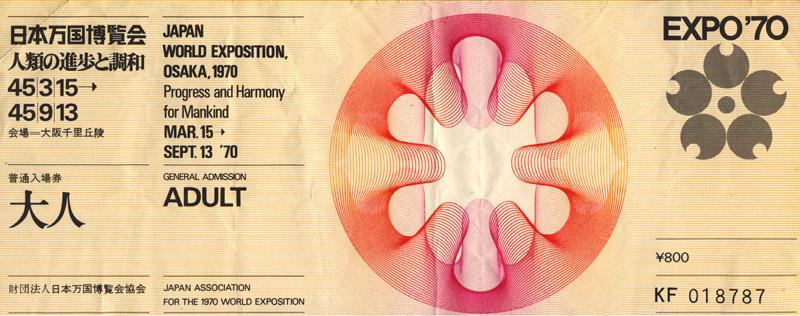 日本万国博覧会
人類の進歩と調和
45|3|15→
45|9|13
会場=大阪千里丘陵
普通入場券
大人
財団法人日本万国博覧会協会
JAPAN
WORLD EXPOSITION,
OSAKA, 1970
Progress and Harmony
for Mankind
MAR. 15 →
SEPT. 13 '70
GENERAL ADMISSION
ADULT
JAPAN ASSOCIATION
FOR THE 1970 WORLD EXPOSITION
EXPO'70
¥800
KF 018787